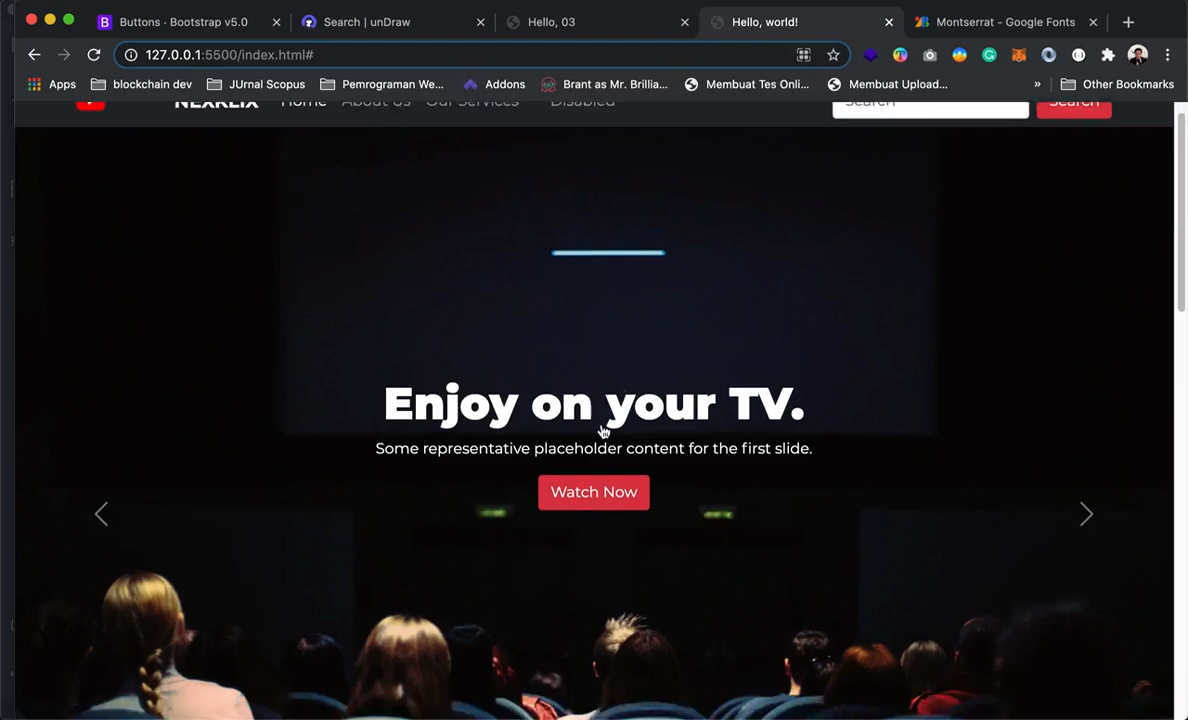 Buttons · Bootstrap v5.0
Search | unDraw
Hello, 03
Hello, world!
Montserrat - Google Fonts
127.0.0.1:5500/index.html#
Apps
blockchain dev
JUrnal Scopus
Pemrograman We...
Addons
Brant as Mr. Brillia...
Membuat Tes Onli...
Membuat Upload...
»
Other Bookmarks
NEXFLIX Home About Us Our Services Disabled Search Search
Enjoy on your TV.
Some representative placeholder content for the first slide.
Watch Now